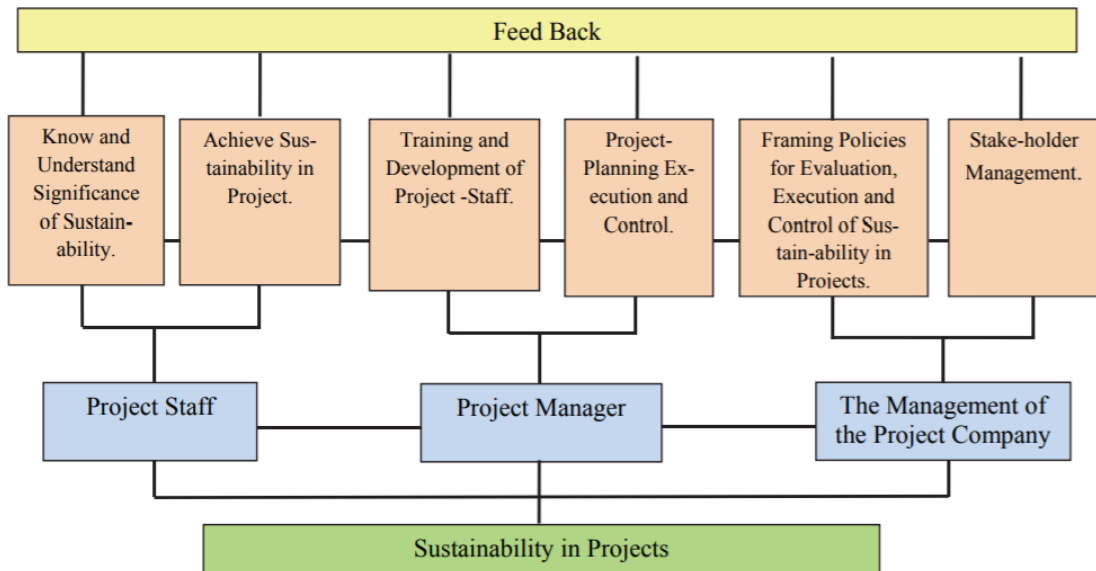 Feed Back
Know and
Understand
Significance
of Sustain-
ability.
Achieve Sus-
tainability in
Project.
Training and
Development of
Project -Staff.
Project-
Planning Ex-
ecution and
Control.
Framing Policies
for Evaluation,
Execution and
Control of Sus-
tain-ability in
Projects.
Stake-holder
Management.
Project Staff
Project Manager
The Management of
the Project Company
Sustainability in Projects